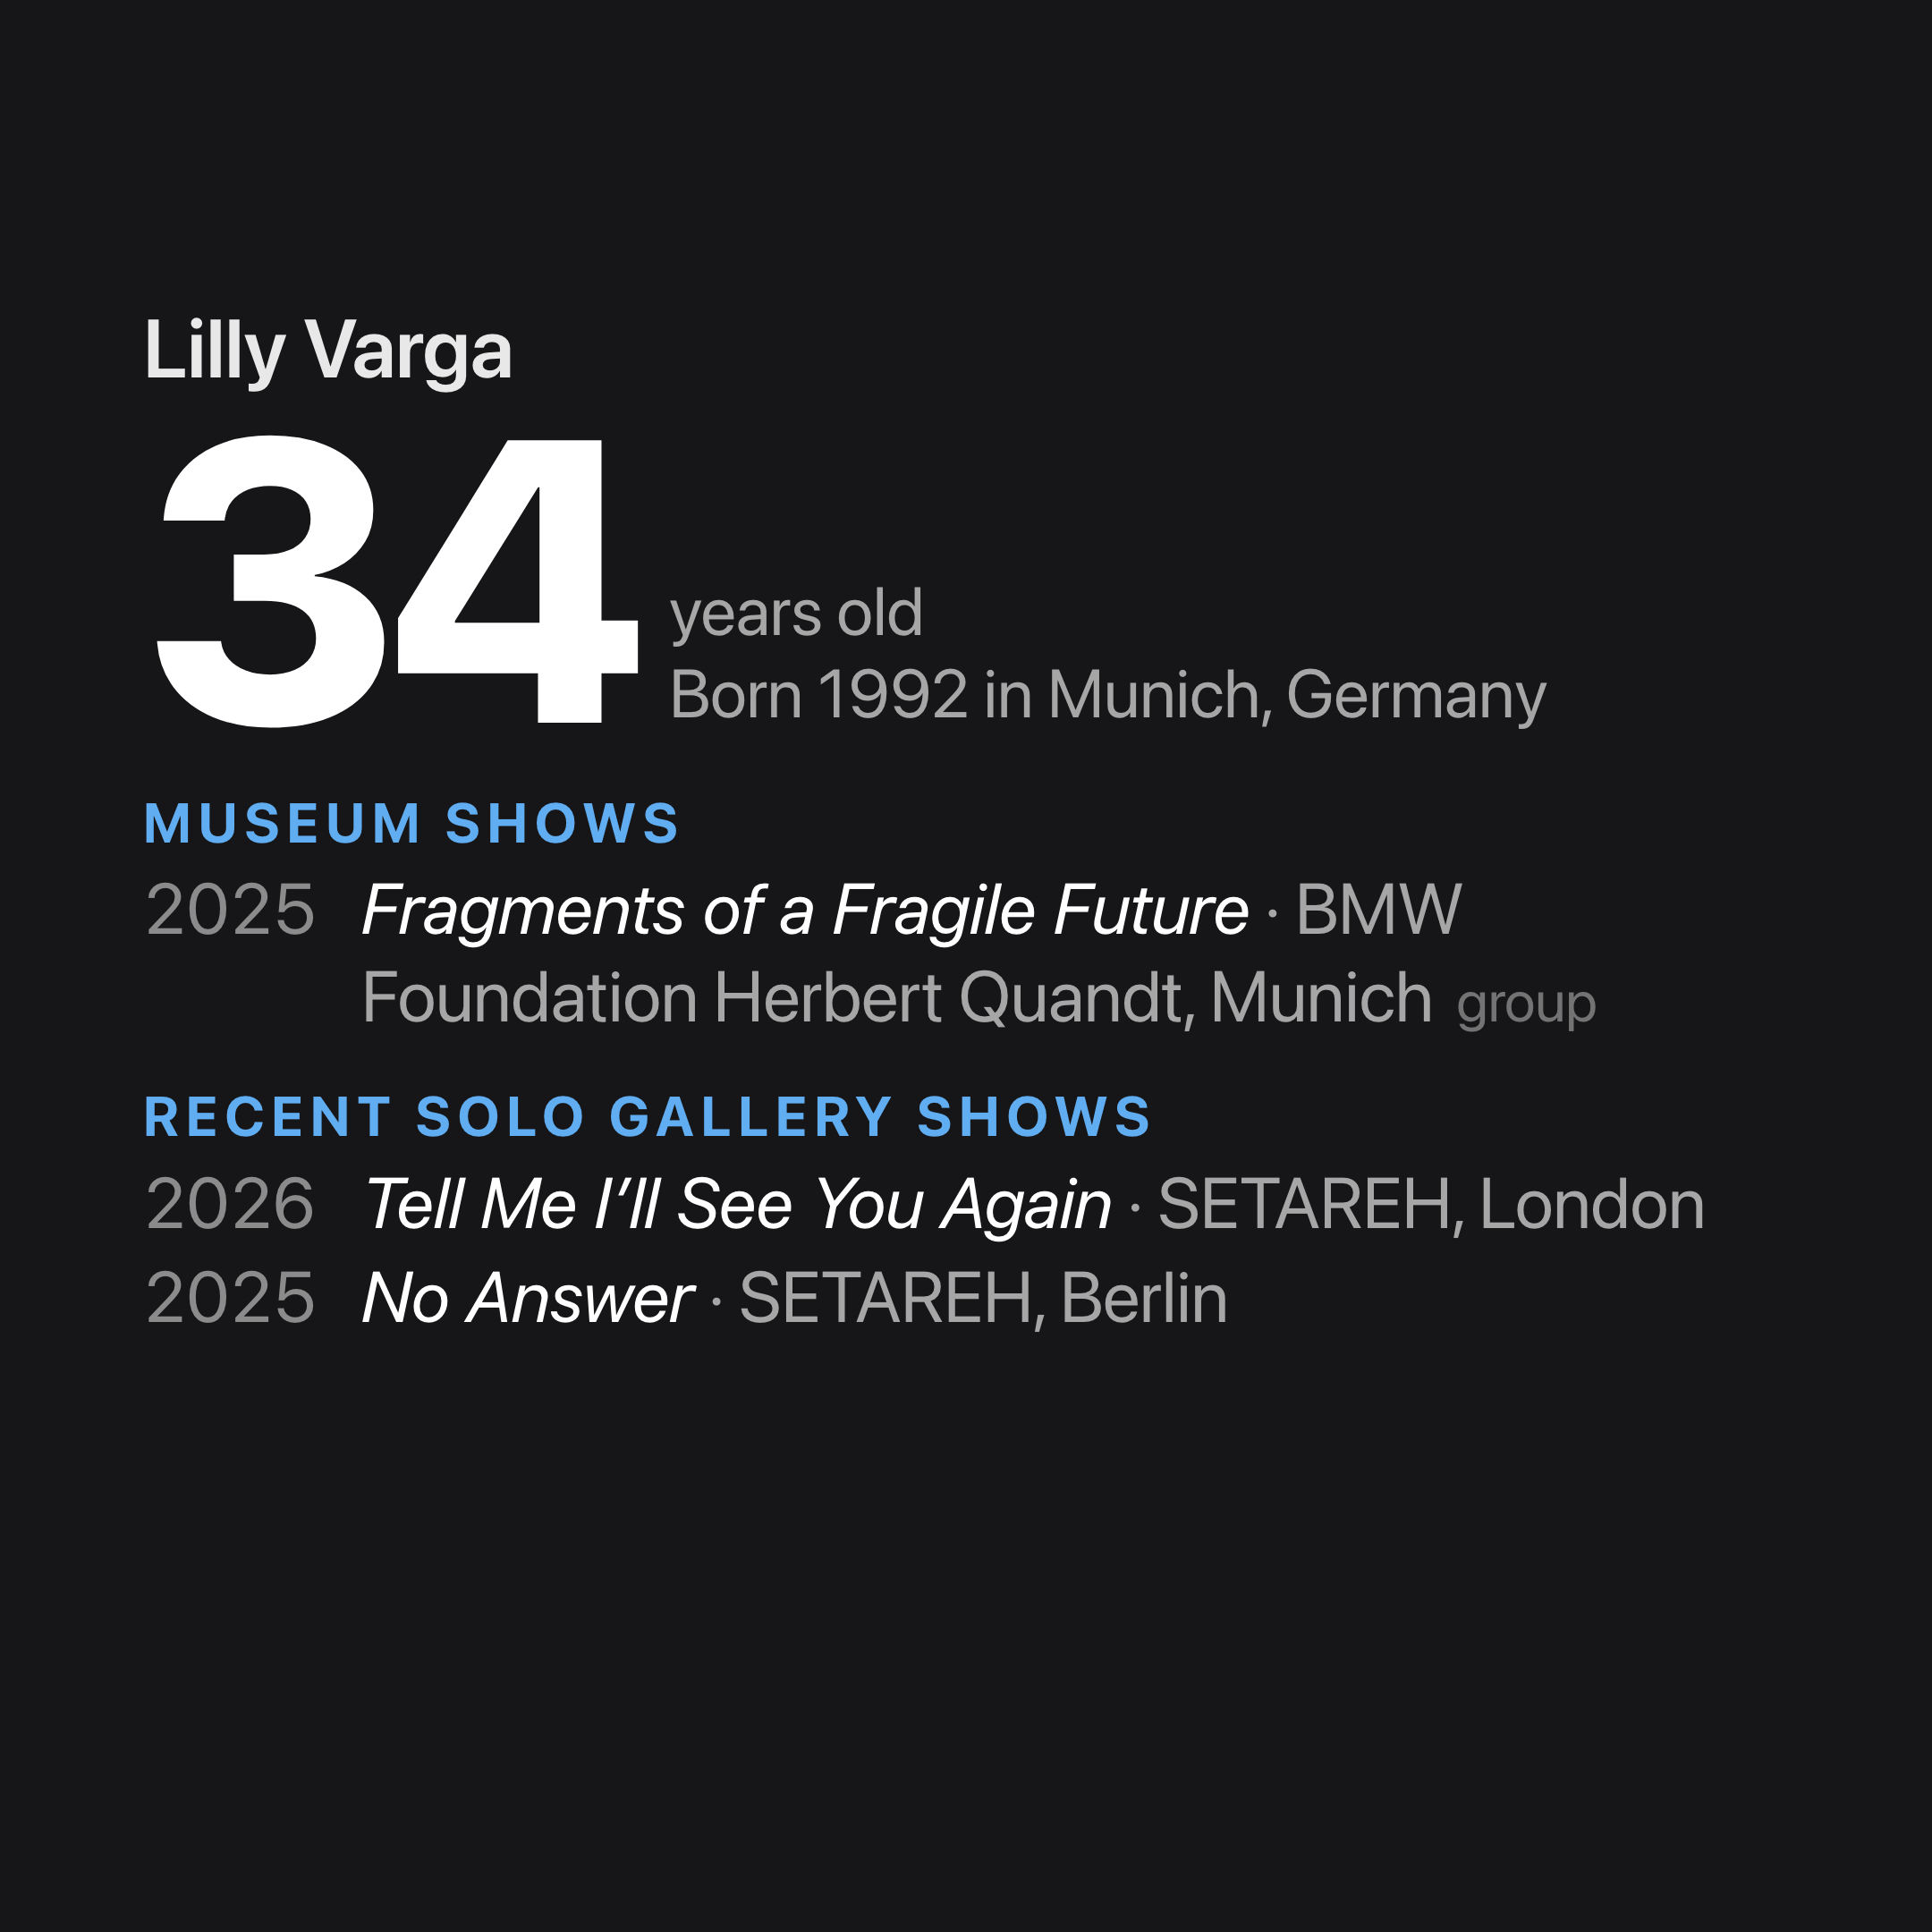 Lilly Varga
34 years old
Born 1992 in Munich, Germany
MUSEUM SHOWS
2025 Fragments of a Fragile Future · BMW
Foundation Herbert Quandt, Munich group
RECENT SOLO GALLERY SHOWS
2026 Tell Me I’ll See You Again · SETAREH, London
2025 No Answer · SETAREH, Berlin